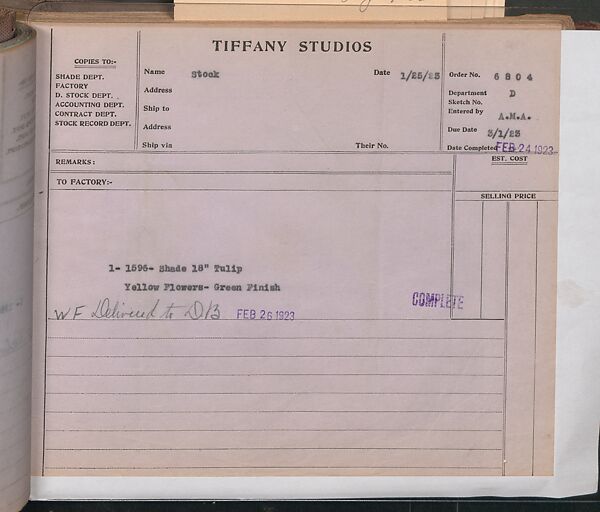 TIFFANY STUDIOS
COPIES TO:-
SHADE DEPT.
FACTORY
D. STOCK DEPT.
ACCOUNTING DEPT.
CONTRACT DEPT.
STOCK RECORD DEPT.
Name Stock Date 1/25/23
Address
Ship to
Address
Ship via Their No.
Order No. 6804
Department D
Sketch No.
Entered by A.M.A.
Due Date 3/1/23
Date Completed FEB 24 1923
REMARKS:
EST. COST
TO FACTORY:-
SELLING PRICE
1- 1596- Shade 18" Tulip
Yellow Flowers- Green Finish
COMPLETE
WF Delivered to DB FEB 26 1923